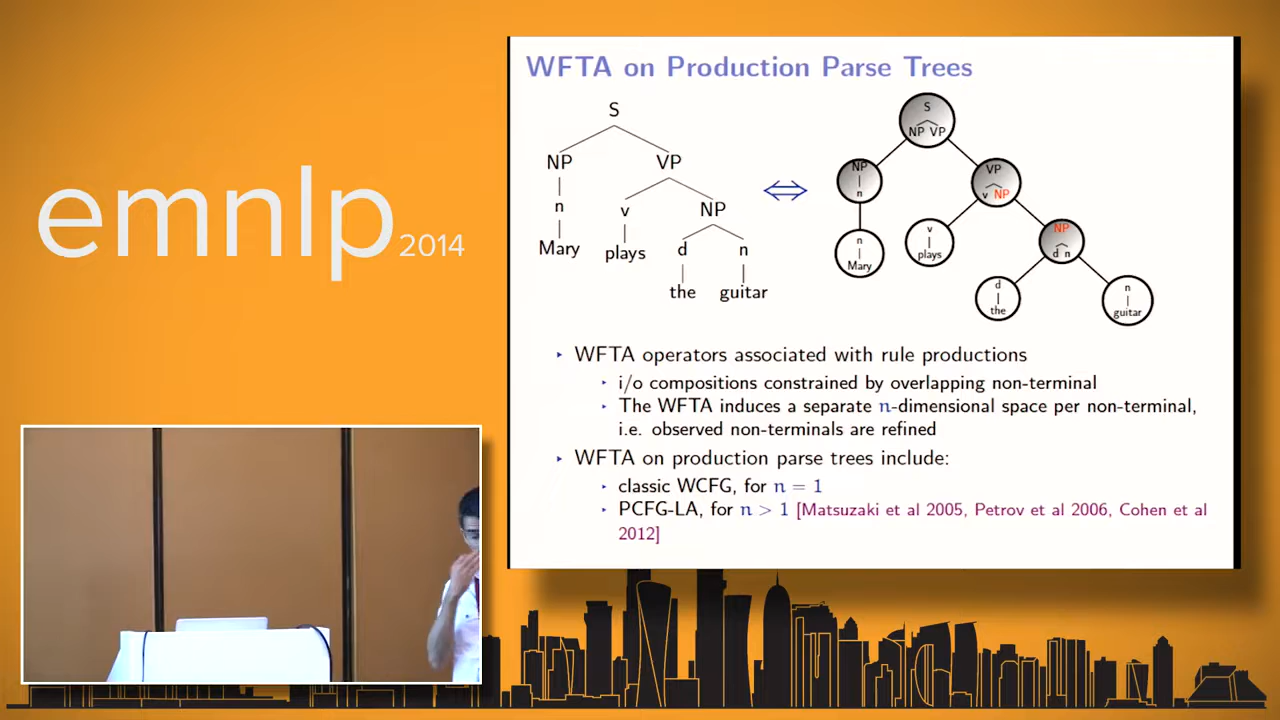 emnlp 2014
WFTA on Production Parse Trees
S
NP VP
n v NP
Mary plays d n
the guitar
S
NP VP
NP
n
VP
v NP
n
Mary
v
plays
NP
d n
d
the
n
guitar
‣ WFTA operators associated with rule productions
‣ i/o compositions constrained by overlapping non-terminal
‣ The WFTA induces a separate n-dimensional space per non-terminal,
i.e. observed non-terminals are refined
‣ WFTA on production parse trees include:
‣ classic WCFG, for n = 1
‣ PCFG-LA, for n > 1 [Matsuzaki et al 2005, Petrov et al 2006, Cohen et al
2012]